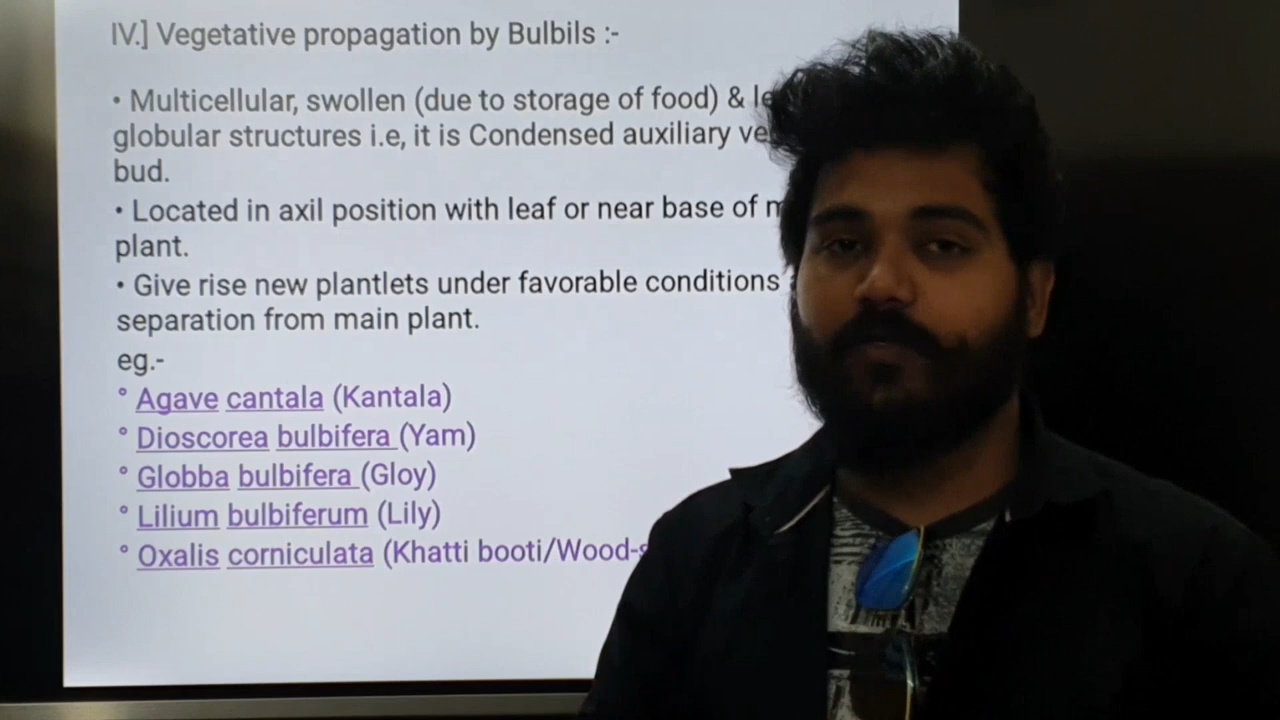 IV.] Vegetative propagation by Bulbils :-
• Multicellular, swollen (due to storage of food) &
globular structures i.e, it is Condensed auxiliary
bud.
• Located in axil position with leaf or near base of
plant.
• Give rise new plantlets under favorable conditions
separation from main plant.
eg.-
° Agave cantala (Kantala)
° Dioscorea bulbifera (Yam)
° Globba bulbifera (Gloy)
° Lilium bulbiferum (Lily)
° Oxalis corniculata (Khatti booti/Wood-